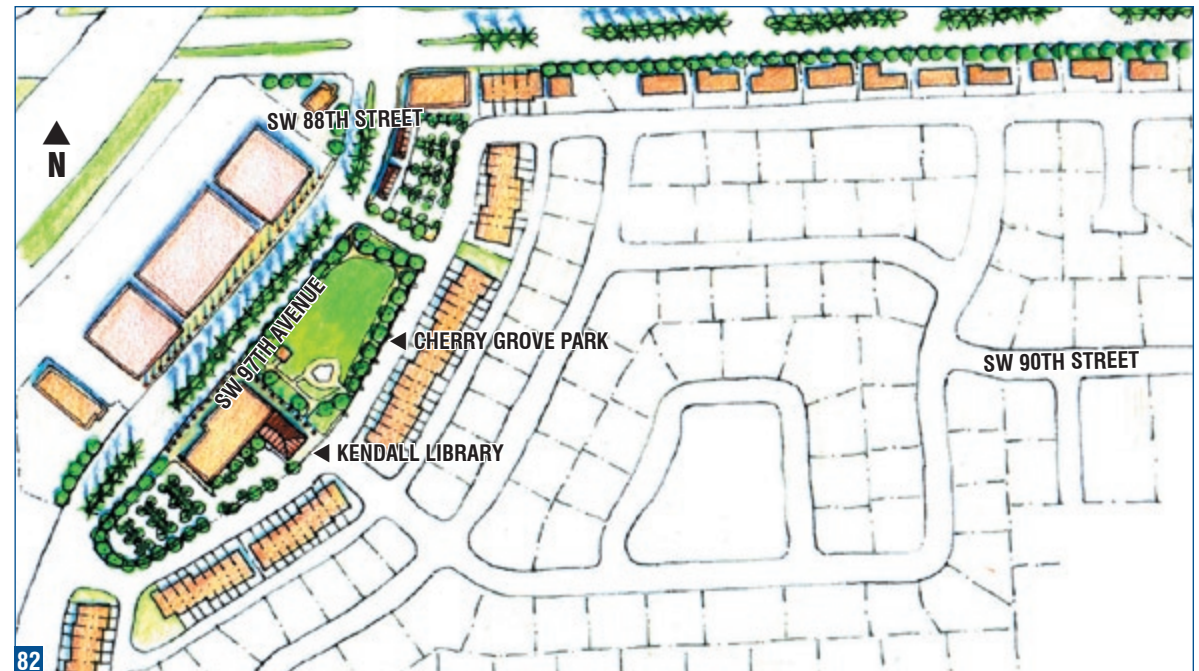 SW 88TH STREET
N
SW 97TH AVENUE
CHERRY GROVE PARK
SW 90TH STREET
KENDALL LIBRARY
82